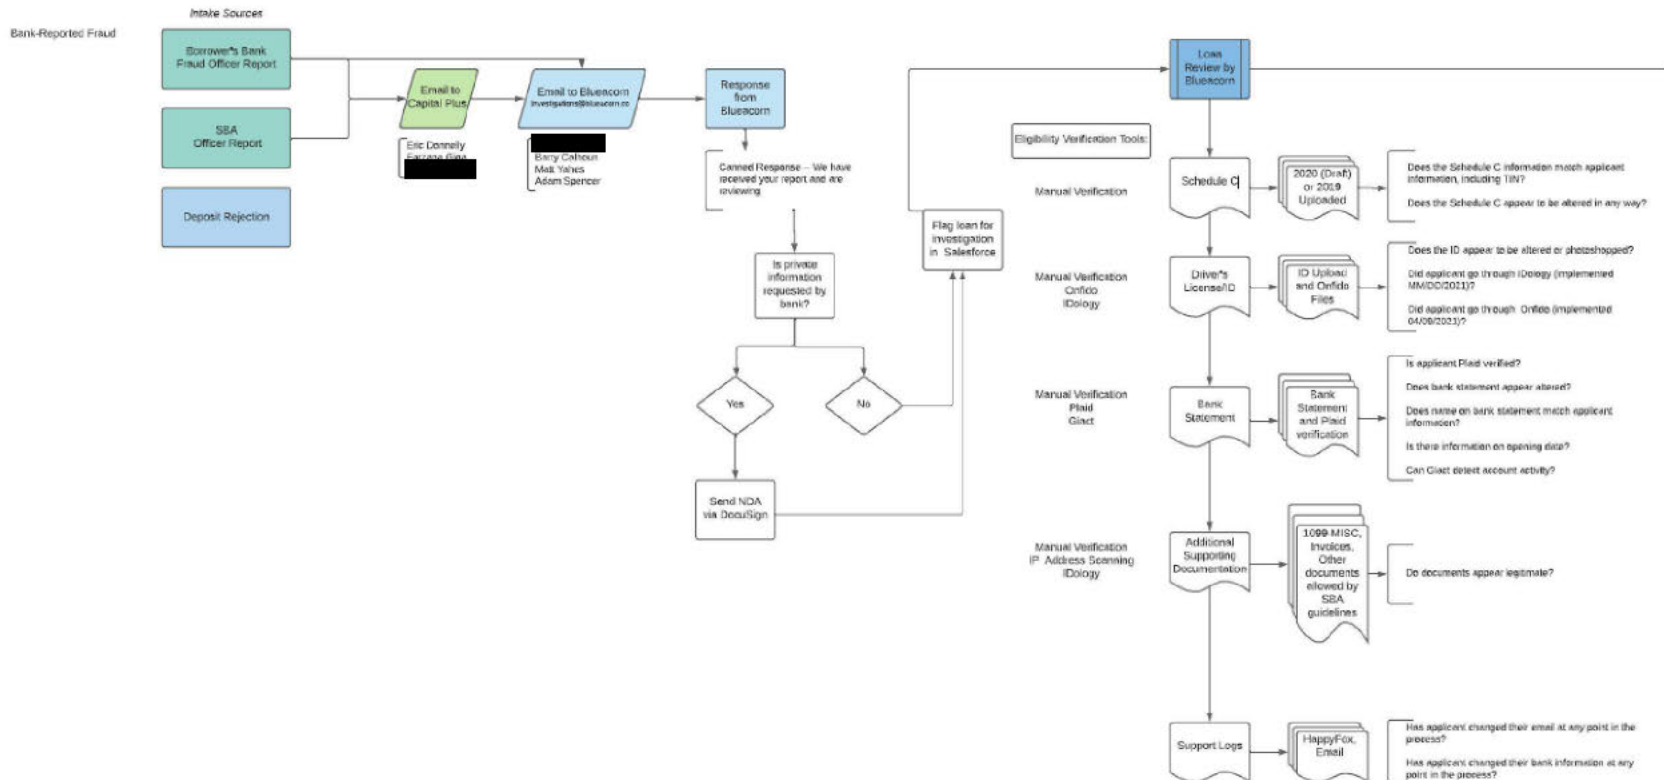 Intake Sources
Bank-Reported Fraud
Borrower's Bank
Fraud Officer Report
SBA
Officer Report
Deposit Rejection
Email to
Capital Plus
Eric Donnelly
Email to Blueacorn
investigations@blueacorn.co
Barry Calhoun
Matt Yahes
Adam Spencer
Response
from
Blueacorn
Canned Response – We have
received your report and are
reviewing
Is private
information
requested by
bank?
Yes
No
Send NDA
via DocuSign
Flag loan for
investigation
in Salesforce
Loan
Review by
Blueacorn
Eligibility Verification Tools:
Manual Verification
Schedule C
2020 (Draft)
or 2019
Uploaded
Does the Schedule C information match applicant
information, including TIN?
Does the Schedule C appear to be altered in any way?
Manual Verification
Onfido
IDology
Driver's
License/ID
ID Upload
and Onfido
Files
Does the ID appear to be altered or photoshopped?
Did applicant go through IDology (implemented
MM/DD/2021)?
Did applicant go through Onfido (implemented
04/09/2021)?
Manual Verification
Plaid
Giact
Bank
Statement
Bank
Statement
and Plaid
verification
Is applicant Plaid verified?
Does bank statement appear altered?
Does name on bank statement match applicant
information?
Is there information on opening date?
Can Giact detect account activity?
Manual Verification
IP Address Scanning
IDology
Additional
Supporting
Documentation
1099-MISC,
Invoices,
Other
documents
allowed by
SBA
guidelines
Do documents appear legitimate?
Support Logs
HappyFox,
Email
Has applicant changed their email at any point in the
process?
Has applicant changed their bank information at any
point in the process?